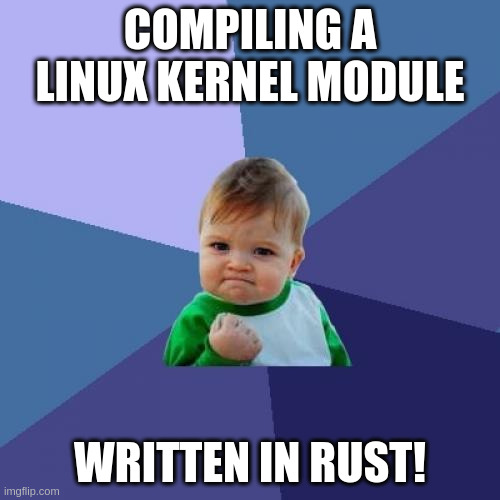 COMPILING A
LINUX KERNEL MODULE
WRITTEN IN RUST!
imgflip.com